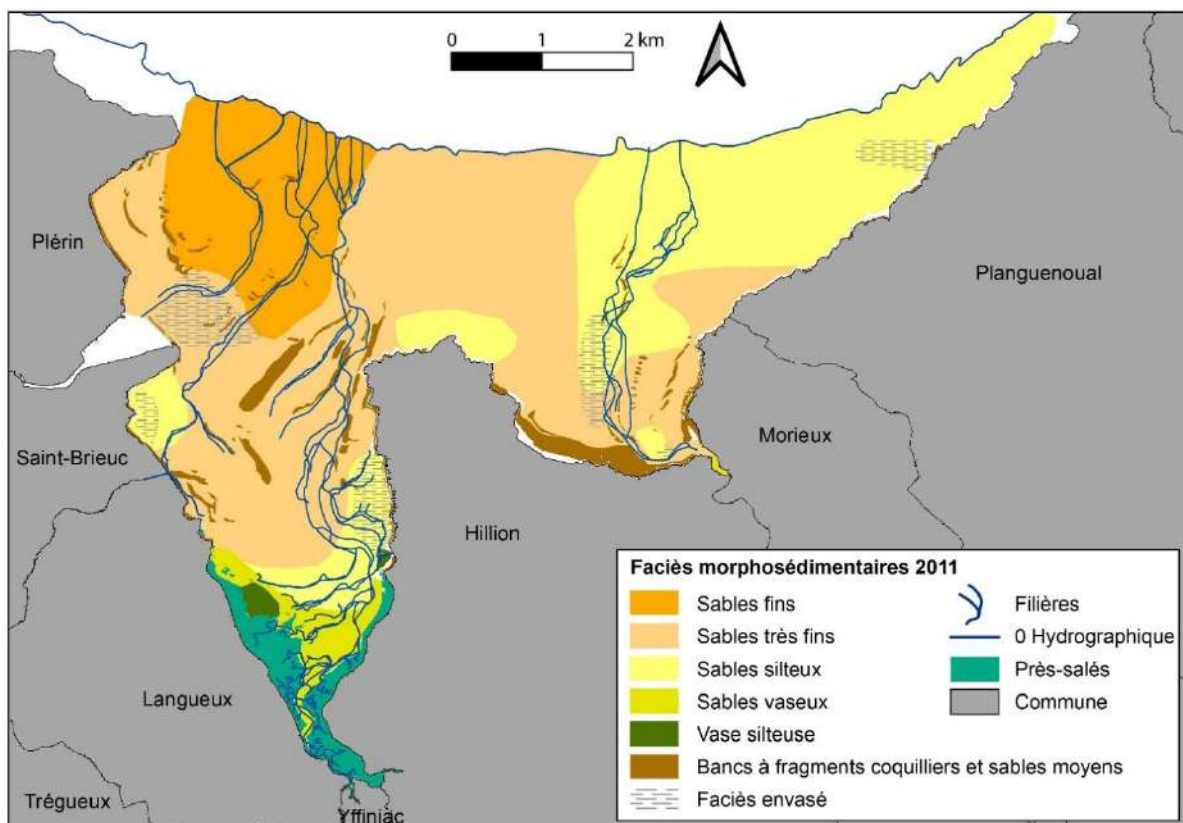 0 1 2 km
Plérin
Planguenoual
Saint-Brieuc
Morieux
Hillion
Langueux
Trégueux
Yffiniac
Faciès morphosédimentaires 2011
Sables fins
Sables très fins
Sables silteux
Sables vaseux
Vase silteuse
Bancs à fragments coquilliers et sables moyens
Faciès envasé
Filières
0 Hydrographique
Près-salés
Commune